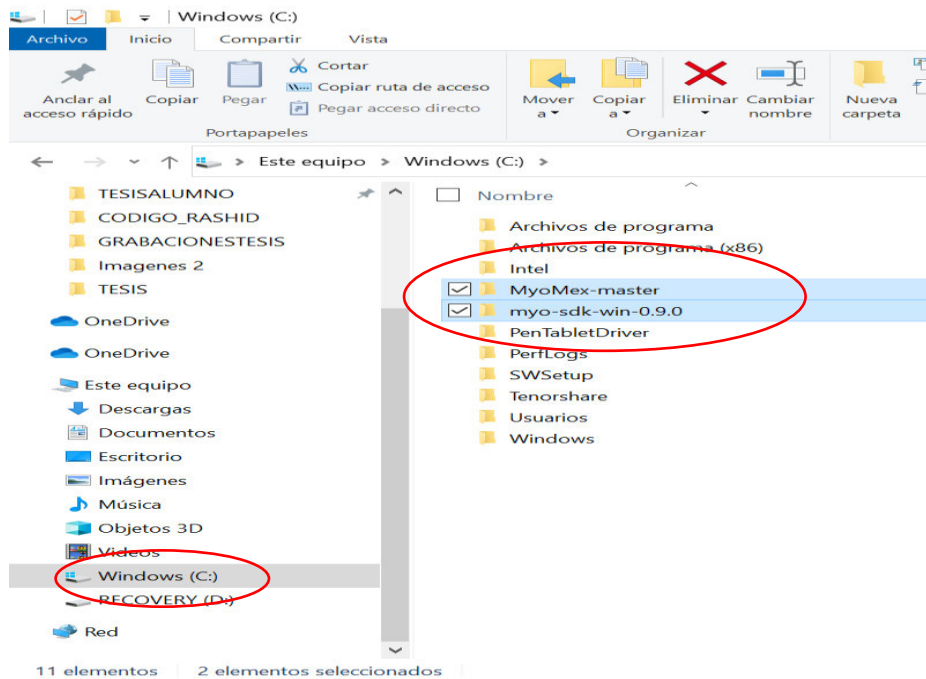 Windows (C:)
Archivo Inicio Compartir Vista
Anclar al acceso rápido
Copiar
Pegar
Cortar
Copiar ruta de acceso
Pegar acceso directo
Portapapeles
Mover a
Copiar a
Eliminar
Cambiar nombre
Organizar
Nueva carpeta
Este equipo > Windows (C:) >
TESISALUMNO
CODIGO_RASHID
GRABACIONESTESIS
Imagenes 2
TESIS
OneDrive
OneDrive
Este equipo
Descargas
Documentos
Escritorio
Imágenes
Música
Objetos 3D
Videos
Windows (C:)
RECOVERY (D:)
Red
Nombre
Archivos de programa
Archivos de programa (x86)
Intel
MyoMex-master
myo-sdk-win-0.9.0
PenTabletDriver
PerfLogs
SWSetup
Tenorshare
Usuarios
Windows
11 elementos 2 elementos seleccionados